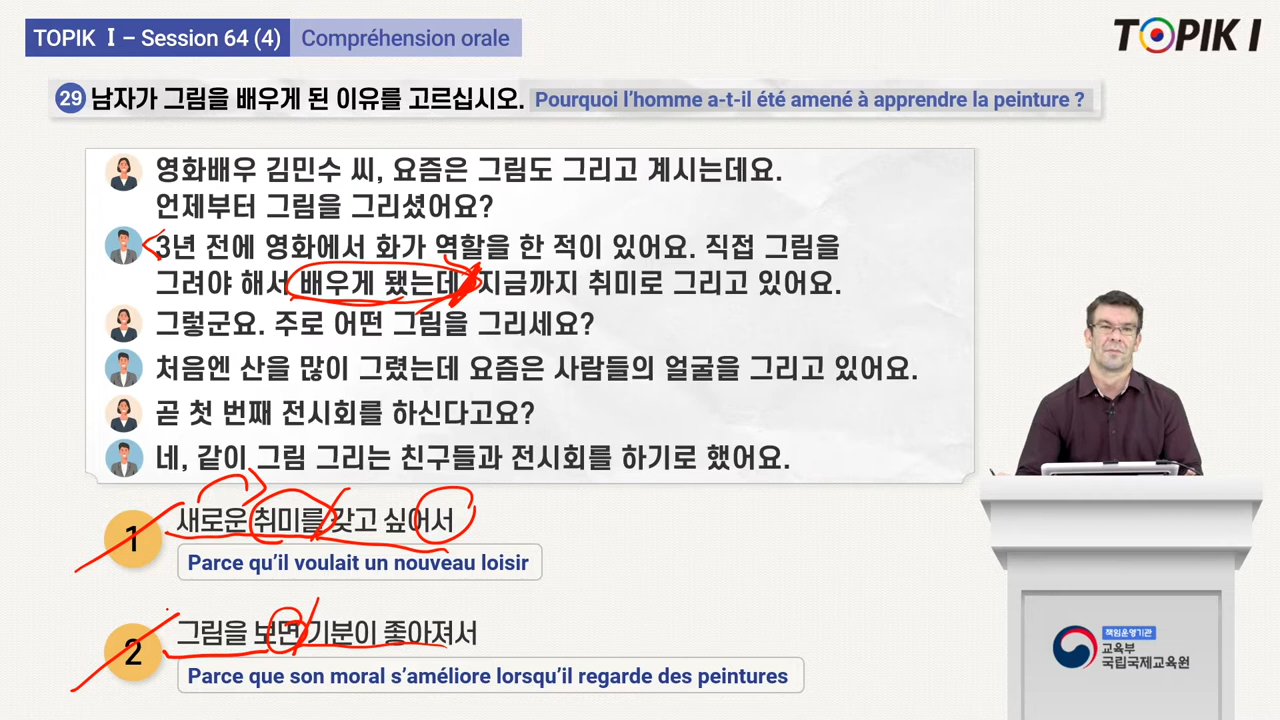 TOPIK Ⅰ – Session 64 (4) Compréhension orale
TOPIK I
29 남자가 그림을 배우게 된 이유를 고르십시오. Pourquoi l'homme a-t-il été amené à apprendre la peinture ?
영화배우 김민수 씨, 요즘은 그림도 그리고 계시는데요.
언제부터 그림을 그리셨어요?
3년 전에 영화에서 화가 역할을 한 적이 있어요. 직접 그림을
그려야 해서 배우게 됐는데 지금까지 취미로 그리고 있어요.
그렇군요. 주로 어떤 그림을 그리세요?
처음엔 산을 많이 그렸는데 요즘은 사람들의 얼굴을 그리고 있어요.
곧 첫 번째 전시회를 하신다고요?
네, 같이 그림 그리는 친구들과 전시회를 하기로 했어요.
1 새로운 취미를 갖고 싶어서
Parce qu'il voulait un nouveau loisir
2 그림을 보면 기분이 좋아져서
Parce que son moral s'améliore lorsqu'il regarde des peintures
책임운영기관
교육부
국립국제교육원